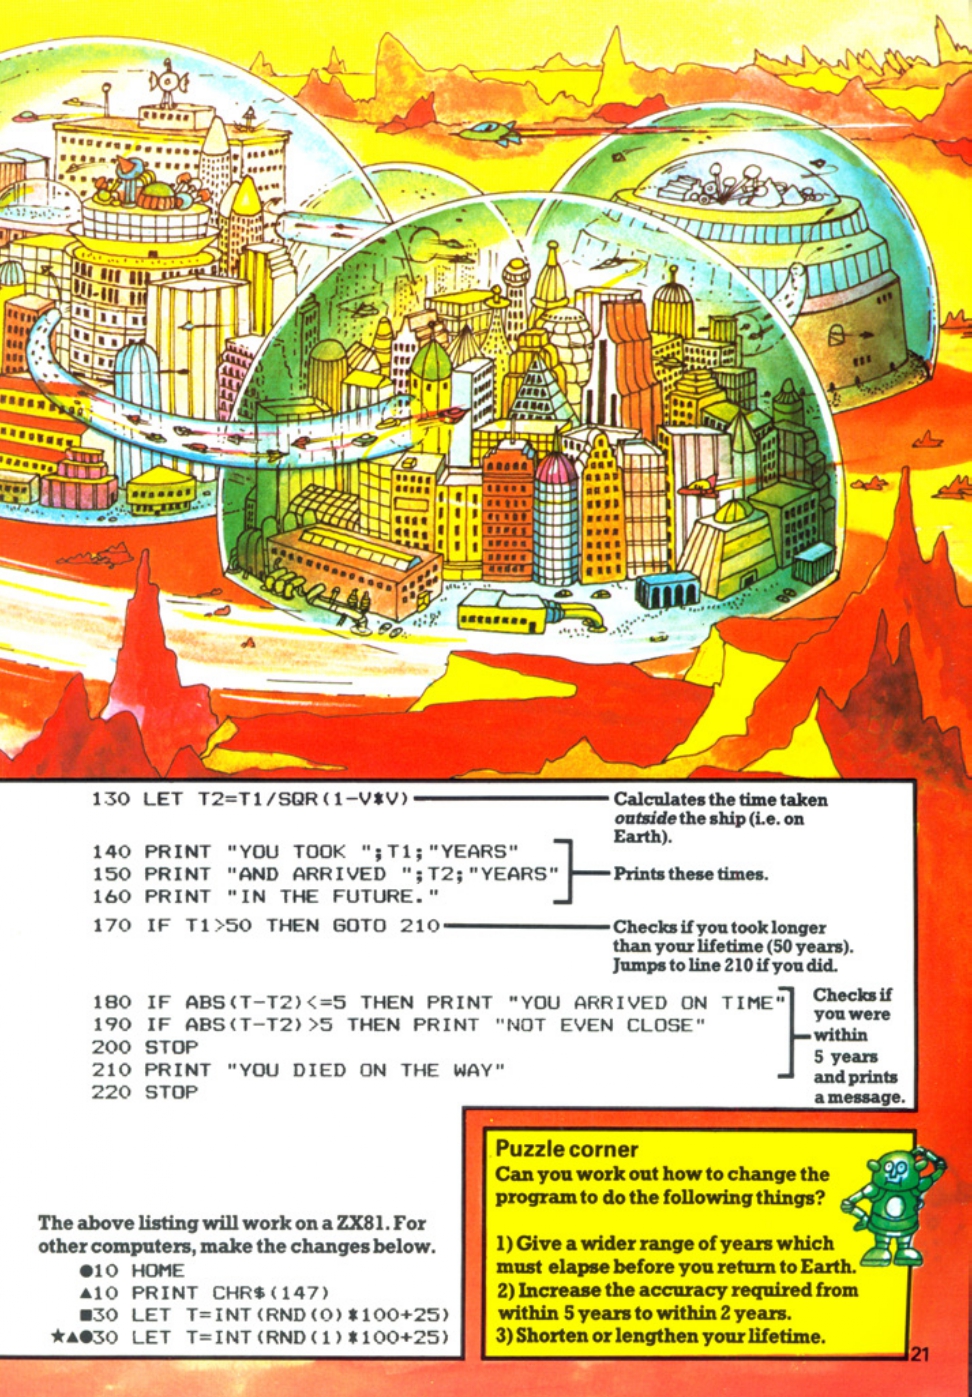 130 LET T2=T1/SQR(1-V*V)
Calculates the time taken
outside the ship (i.e. on
Earth).
140 PRINT "YOU TOOK ";T1;"YEARS"
150 PRINT "AND ARRIVED ";T2;"YEARS"
160 PRINT "IN THE FUTURE."
Prints these times.
170 IF T1>50 THEN GOTO 210
Checks if you took longer
than your lifetime (50 years).
Jumps to line 210 if you did.
180 IF ABS(T-T2)<=5 THEN PRINT "YOU ARRIVED ON TIME"
190 IF ABS(T-T2)>5 THEN PRINT "NOT EVEN CLOSE"
200 STOP
210 PRINT "YOU DIED ON THE WAY"
220 STOP
Checks if
you were
within
5 years
and prints
a message.
The above listing will work on a ZX81. For
other computers, make the changes below.
●10 HOME
▲10 PRINT CHR$(147)
■30 LET T=INT(RND(0)*100+25)
★▲●30 LET T=INT(RND(1)*100+25)
Puzzle corner
Can you work out how to change the
program to do the following things?
1) Give a wider range of years which
must elapse before you return to Earth.
2) Increase the accuracy required from
within 5 years to within 2 years.
3) Shorten or lengthen your lifetime.
21